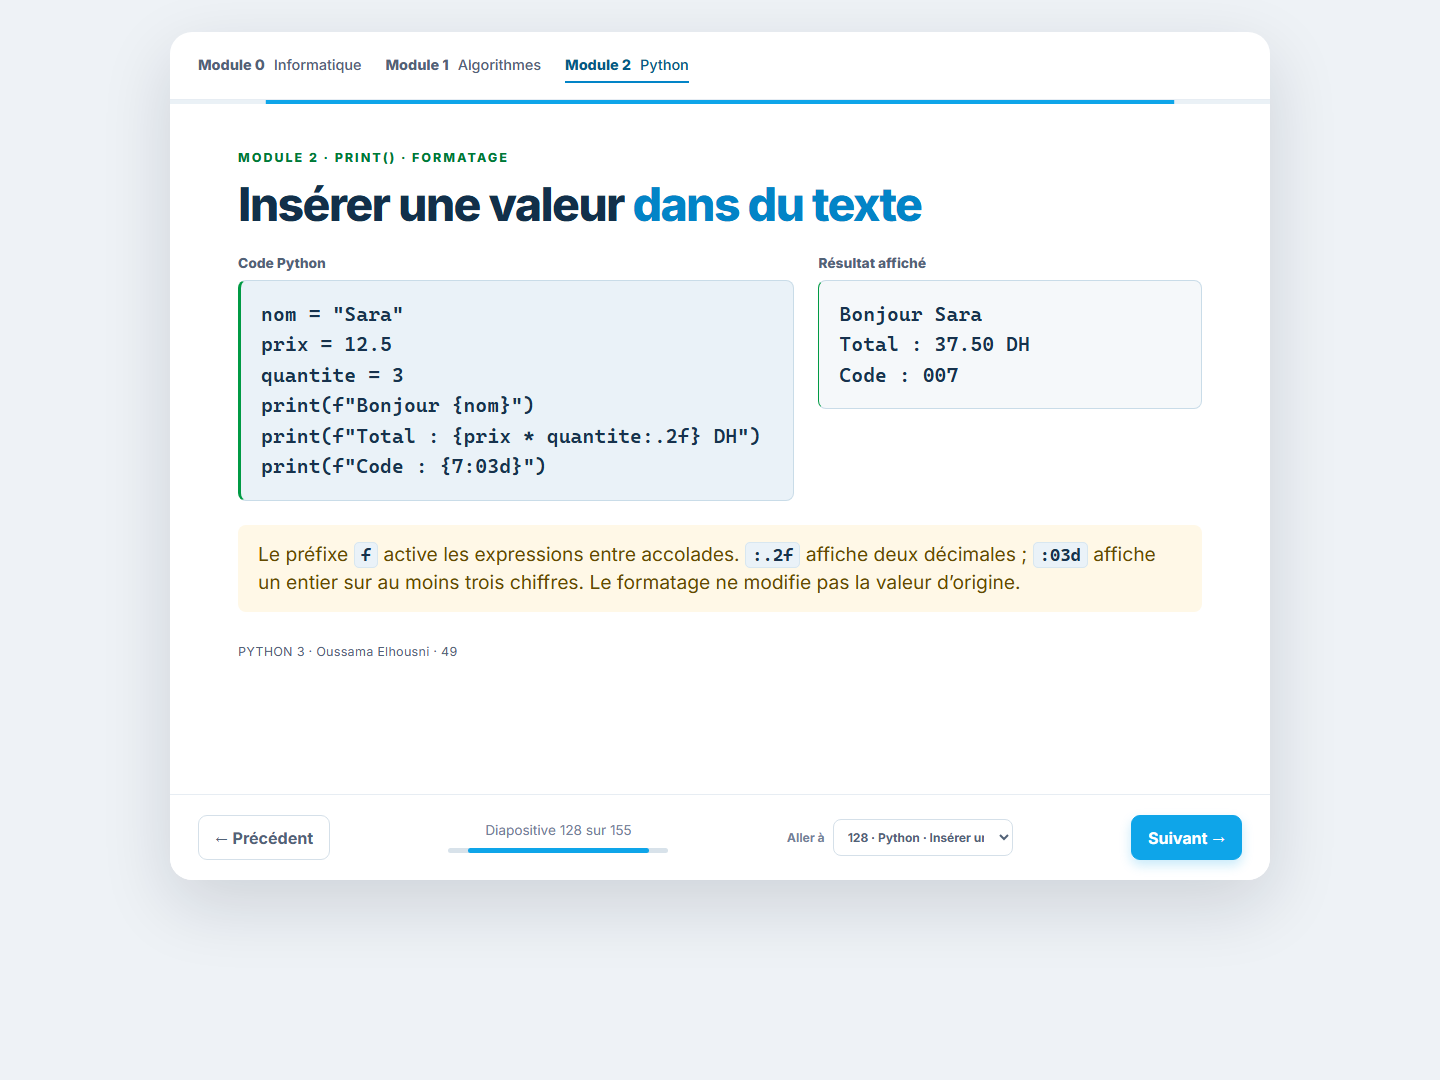 Module 0 Informatique Module 1 Algorithmes Module 2 Python
MODULE 2 · PRINT() · FORMATAGE
Insérer une valeur dans du texte
Code Python
nom = "Sara"
prix = 12.5
quantite = 3
print(f"Bonjour {nom}")
print(f"Total : {prix * quantite:.2f} DH")
print(f"Code : {7:03d}")
Résultat affiché
Bonjour Sara
Total : 37.50 DH
Code : 007
Le préfixe f active les expressions entre accolades. :.2f affiche deux décimales ; :03d affiche
un entier sur au moins trois chiffres. Le formatage ne modifie pas la valeur d’origine.
PYTHON 3 · Oussama Elhousni · 49
← Précédent
Diapositive 128 sur 155
Aller à
128 · Python · Insérer
Suivant →